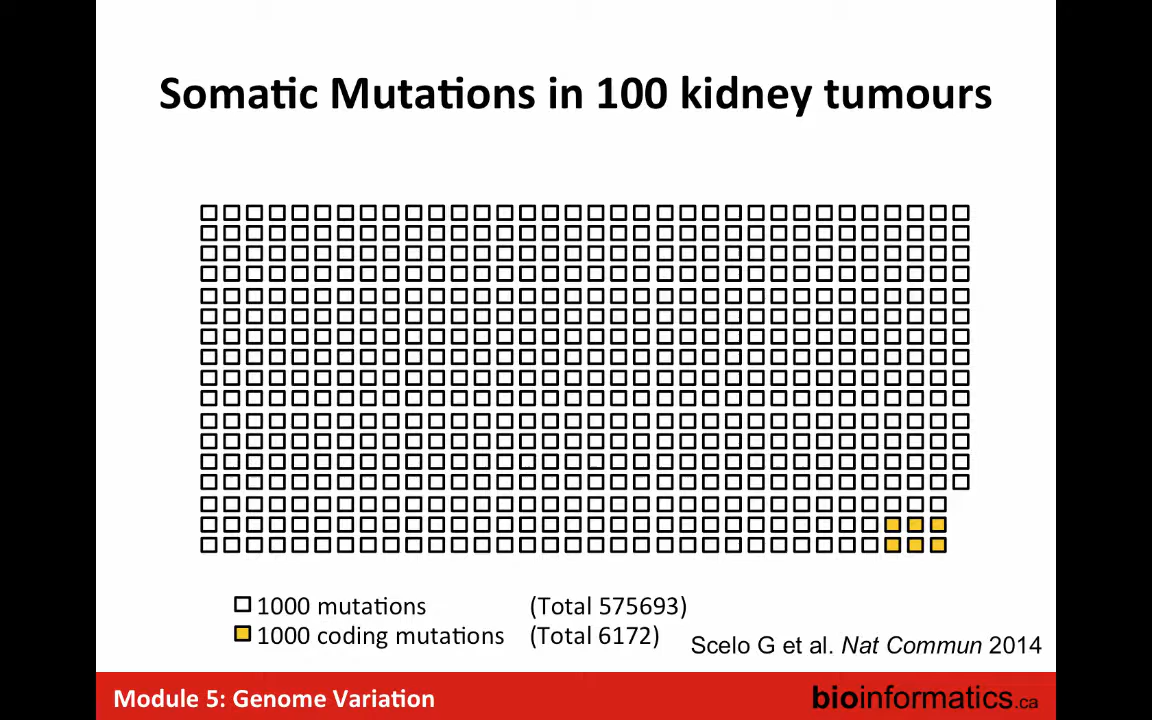 Somatic Mutations in 100 kidney tumours
1000 mutations (Total 575693)
1000 coding mutations (Total 6172)
Scelo G et al. Nat Commun 2014
Module 5: Genome Variation
bioinformatics.ca